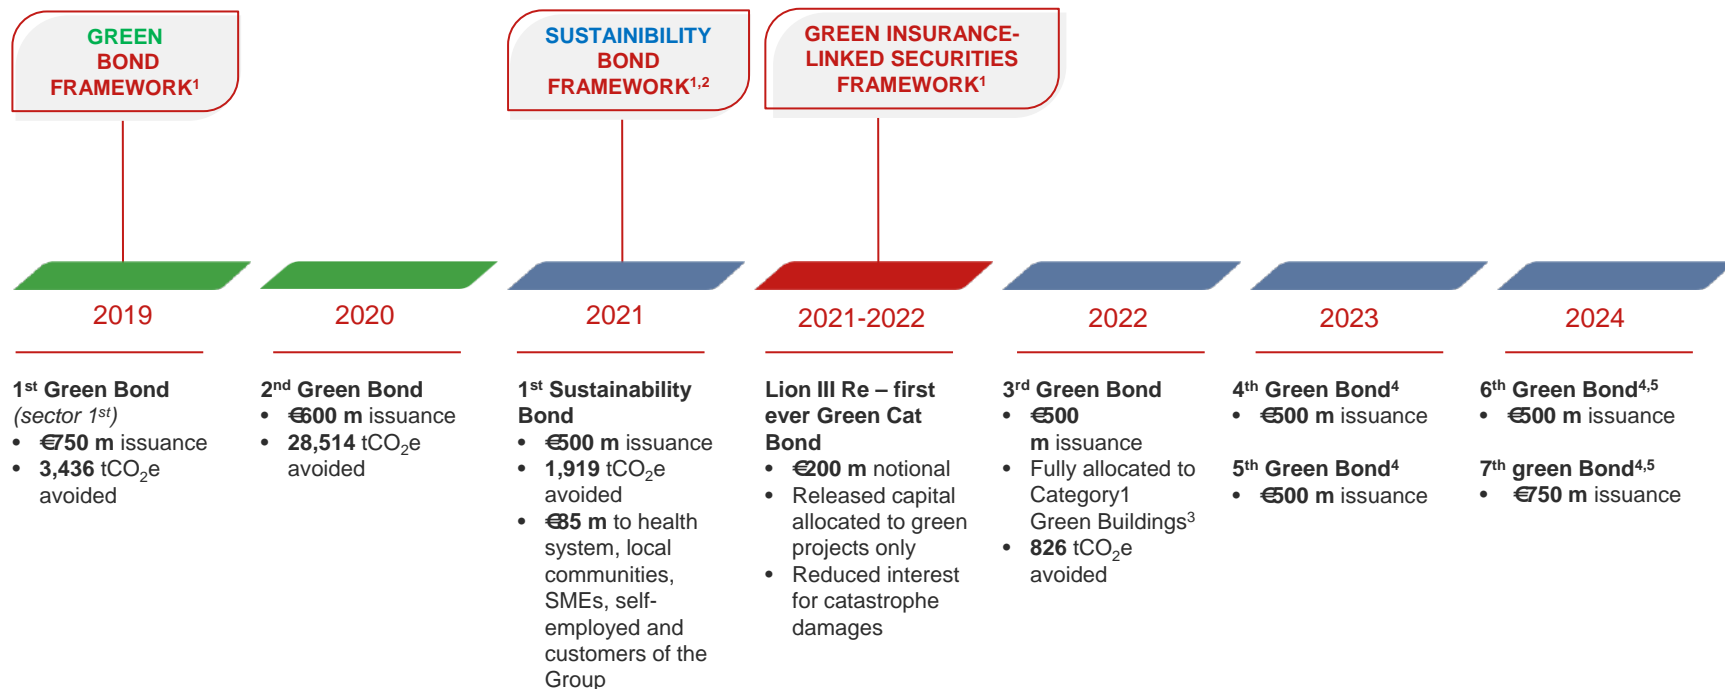 GREEN
BOND
FRAMEWORK¹
SUSTAINIBILITY
BOND
FRAMEWORK¹,²
GREEN INSURANCE-
LINKED SECURITIES
FRAMEWORK¹
2019
1st Green Bond
(sector 1st)
• €750 m issuance
• 3,436 tCO₂e
avoided
2020
2nd Green Bond
• €600 m issuance
• 28,514 tCO₂e
avoided
2021
1st Sustainability
Bond
• €500 m issuance
• 1,919 tCO₂e
avoided
• €85 m to health
system, local
communities,
SMEs, self-
employed and
customers of the
Group
2021-2022
Lion III Re – first
ever Green Cat
Bond
• €200 m notional
• Released capital
allocated to green
projects only
• Reduced interest
for catastrophe
damages
2022
3rd Green Bond
• €500
m issuance
• Fully allocated to
Category1
Green Buildings³
• 826 tCO₂e
avoided
2023
4th Green Bond⁴
• €500 m issuance
5th Green Bond⁴
• €500 m issuance
2024
6th Green Bond⁴,⁵
• €500 m issuance
7th green Bond⁴,⁵
• €750 m issuance